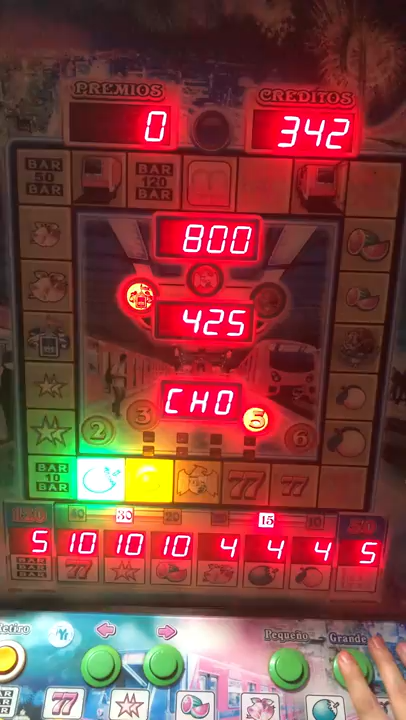 PREMIOS CREDITOS
0 342
BAR 50 BAR
BAR 120 BAR
800
425
CHO
2 3 5 6
BAR 10 BAR
77 77
40 30 20 15 10
5 10 10 10 4 4 4 5
BAR BAR
77
Retiro
Pequeño Grande
BAR
77